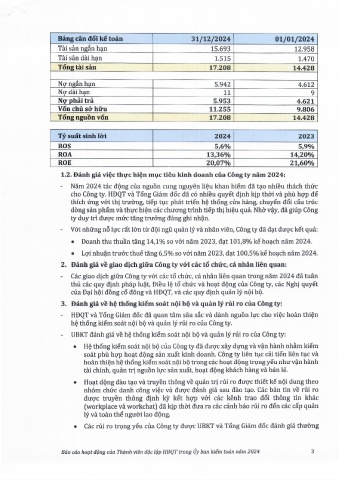 Bảng cân đối kế toán 31/12/2024 01/01/2024
Tài sản ngắn hạn 15.693 12.958
Tài sản dài hạn 1.515 1.470
Tổng tài sản 17.208 14.428
Nợ ngắn hạn 5.942 4.612
Nợ dài hạn 11 9
Nợ phải trả 5.953 4.621
Vốn chủ sở hữu 11.255 9.806
Tổng nguồn vốn 17.208 14.428
Tỷ suất sinh lời 2024 2023
ROS 5,6% 5,9%
ROA 13,36% 14,20%
ROE 20,07% 21,60%
1.2. Đánh giá việc thực hiện mục tiêu kinh doanh của Công ty năm 2024:
- Năm 2024 tác động của nguồn cung nguyên liệu khan hiếm đã tạo nhiều thách thức
cho Công ty. HĐQT và Tổng Giám đốc đã có nhiều quyết định kịp thời và phù hợp để
thích ứng với thị trường, tiếp tục phát triển hệ thống cửa hàng, chuyển đổi cấu trúc
dòng sản phẩm và thực hiện các chương trình tiếp thị hiệu quả. Nhờ vậy, đã giúp Công
ty duy trì được mức tăng trưởng đáng ghi nhận.
- Với những nỗ lực rất lớn từ đội ngũ quản lý và nhân viên, Công ty đã đạt được kết quả:
• Doanh thu thuần tăng 14,1% so với năm 2023, đạt 101,8% kế hoạch năm 2024.
• Lợi nhuận trước thuế tăng 6,5% so với năm 2023, đạt 100,5% kế hoạch năm 2024.
2. Đánh giá về giao dịch giữa Công ty với các tổ chức, cá nhân liên quan:
- Các giao dịch giữa Công ty với các tổ chức, cá nhân liên quan trong năm 2024 đã tuân
thủ các quy định pháp luật, Điều lệ tổ chức và hoạt động của Công ty, các Nghị quyết
của Đại hội đồng cổ đông và HĐQT, và các quy định quản lý nội bộ.
3. Đánh giá về hệ thống kiểm soát nội bộ và quản lý rủi ro của Công ty:
- HĐQT và Tổng Giám đốc đã quan tâm sâu sắc và dành nguồn lực cho việc hoàn thiện
hệ thống kiểm soát nội bộ và quản lý rủi ro của Công ty.
- UBKT đánh giá về hệ thống kiểm soát nội bộ và quản lý rủi ro của Công ty:
• Hệ thống kiểm soát nội bộ của Công ty đã được xây dựng và vận hành nhằm kiểm
soát phù hợp hoạt động sản xuất kinh doanh. Công ty liên tục cải tiến liên tục và
hoàn thiện hệ thống kiểm soát nội bộ trong các hoạt động trọng yếu như vận hành
tài chính, quản trị nguồn lực sản xuất, hoạt động khách hàng và bán lẻ.
• Hoạt động đào tạo và truyền thông về quản trị rủi ro được thiết kế nội dung theo
nhóm chức danh công việc và được đánh giá sau đào tạo. Các bản tin về rủi ro
được truyền thông định kỳ kết hợp với các kênh trao đổi thông tin khác
(workplace và workchat) đã kịp thời đưa ra các cảnh báo rủi ro đến các cấp quản
lý và toàn thể người lao động.
• Các rủi ro trọng yếu của Công ty được UBKT và Tổng Giám đốc đánh giá thường
Báo cáo hoạt động của Thành viên độc lập HĐQT trong Ủy ban kiểm toán năm 2024 3